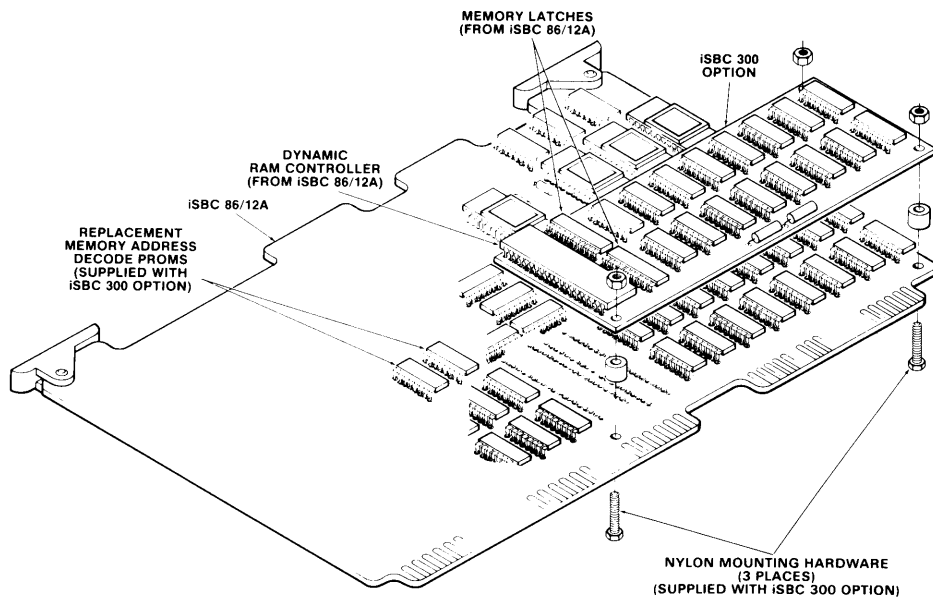 MEMORY LATCHES
(FROM iSBC 86/12A)
iSBC 300
OPTION
DYNAMIC
RAM CONTROLLER
(FROM iSBC 86/12A)
iSBC 86/12A
REPLACEMENT
MEMORY ADDRESS
DECODE PROMS
(SUPPLIED WITH
iSBC 300 OPTION)
NYLON MOUNTING HARDWARE
(3 PLACES)
(SUPPLIED WITH iSBC 300 OPTION)